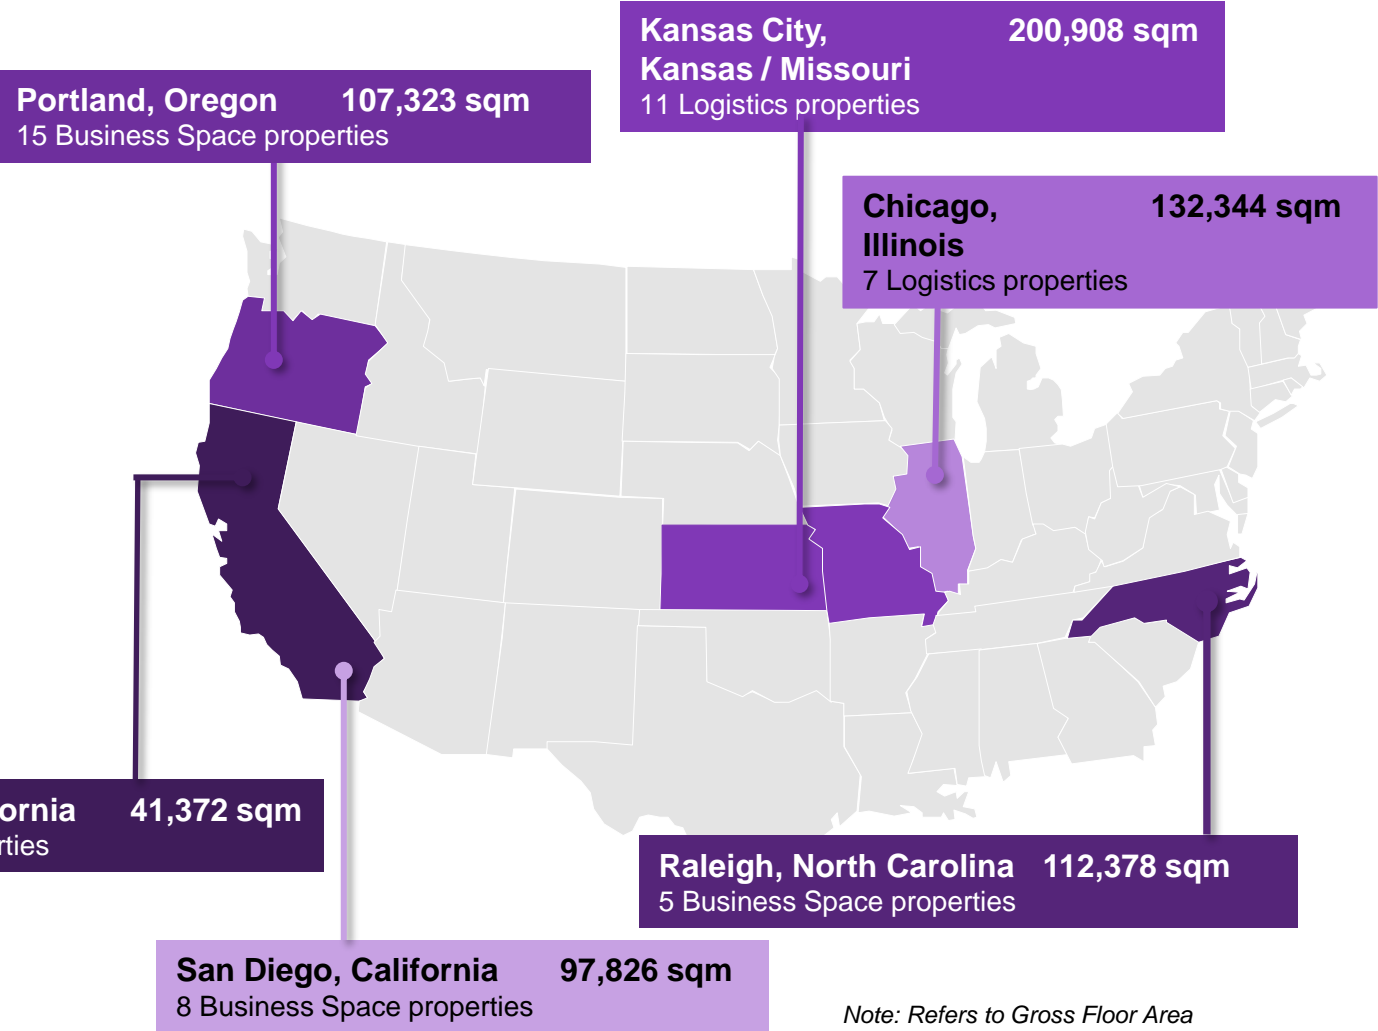 Kansas City, 200,908 sqm
Kansas / Missouri
11 Logistics properties
Portland, Oregon 107,323 sqm
15 Business Space properties
Chicago, 132,344 sqm
Illinois
7 Logistics properties
41,372 sqm
Raleigh, North Carolina 112,378 sqm
5 Business Space properties
San Diego, California 97,826 sqm
8 Business Space properties
Note: Refers to Gross Floor Area